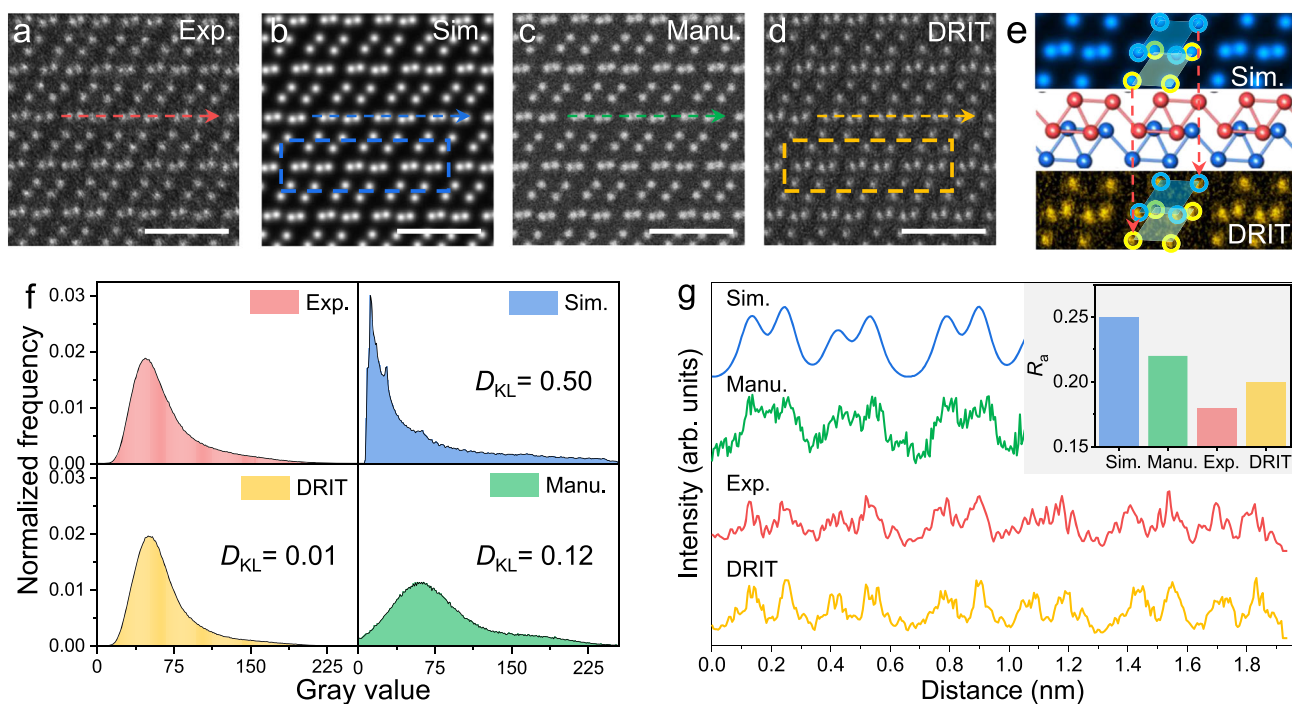 a Exp.
b Sim.
c Manu.
d DRIT
e Sim.
DRIT
f
Normalized frequency
0.03
0.02
0.01
0.00
0.03
0.02
0.01
0.00
Exp.
Sim.
D_KL = 0.50
DRIT
D_KL = 0.01
Manu.
D_KL = 0.12
0 75 150 225 0 75 150 225
Gray value
g
Intensity (arb. units)
Sim.
Manu.
Exp.
DRIT
R_a
0.25
0.20
0.15
Sim. Manu. Exp. DRIT
0.0 0.2 0.4 0.6 0.8 1.0 1.2 1.4 1.6 1.8
Distance (nm)